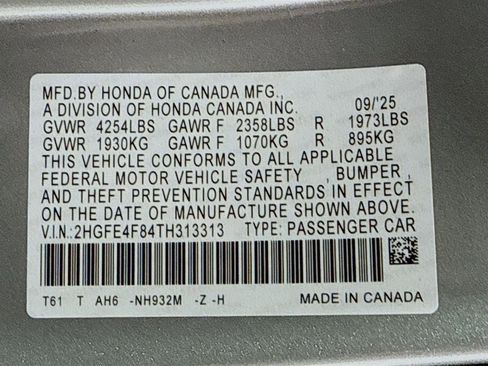 MFD.BY HONDA OF CANADA MFG.,
A DIVISION OF HONDA CANADA INC. 09/'25
GVWR 4254LBS GAWR F 2358LBS R 1973LBS
GVWR 1930KG GAWR F 1070KG R 895KG
THIS VEHICLE CONFORMS TO ALL APPLICABLE
FEDERAL MOTOR VEHICLE SAFETY , BUMPER ,
AND THEFT PREVENTION STANDARDS IN EFFECT
ON THE DATE OF MANUFACTURE SHOWN ABOVE.
V.I.N.:2HGFE4F84TH313313 TYPE: PASSENGER CAR
T61 T AH6 -NH932M -Z -H MADE IN CANADA